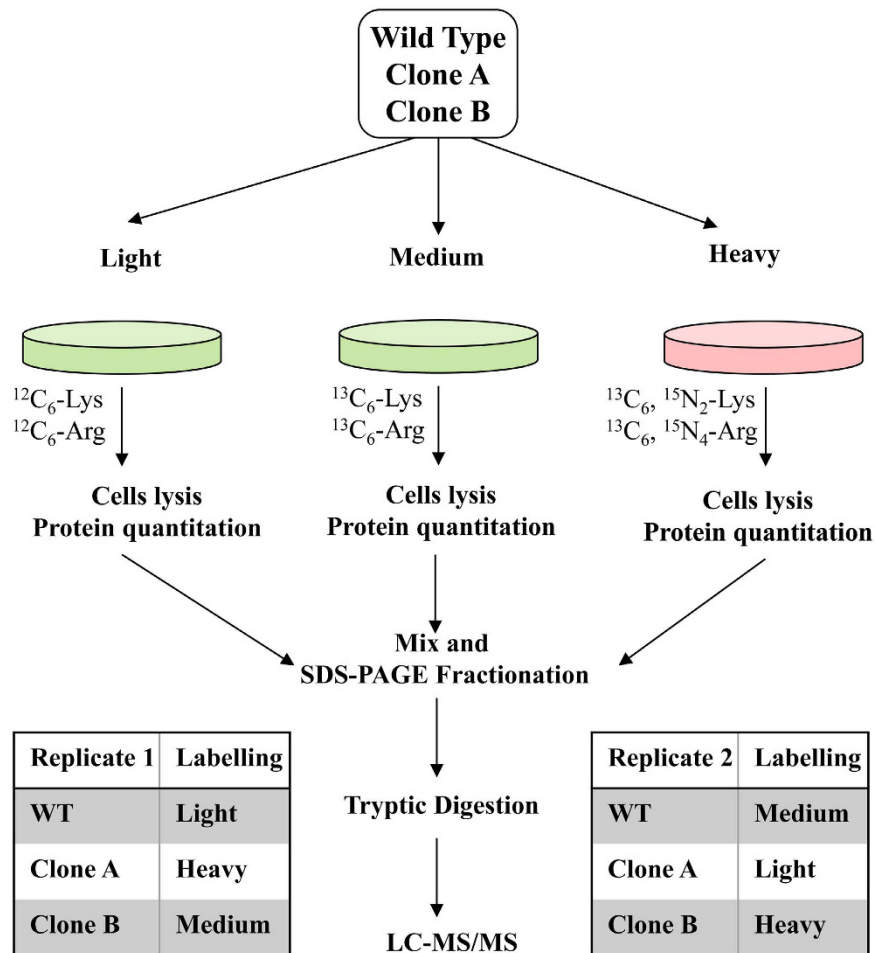 Wild Type
Clone A
Clone B
Light
Medium
Heavy
¹²C₆-Lys
¹²C₆-Arg
¹³C₆-Lys
¹³C₆-Arg
¹³C₆, ¹⁵N₂-Lys
¹³C₆, ¹⁵N₄-Arg
Cells lysis
Protein quantitation
Cells lysis
Protein quantitation
Cells lysis
Protein quantitation
Mix and
SDS-PAGE Fractionation
Replicate 1 Labelling
WT Light
Clone A Heavy
Clone B Medium
Tryptic Digestion
LC-MS/MS
Replicate 2 Labelling
WT Medium
Clone A Light
Clone B Heavy